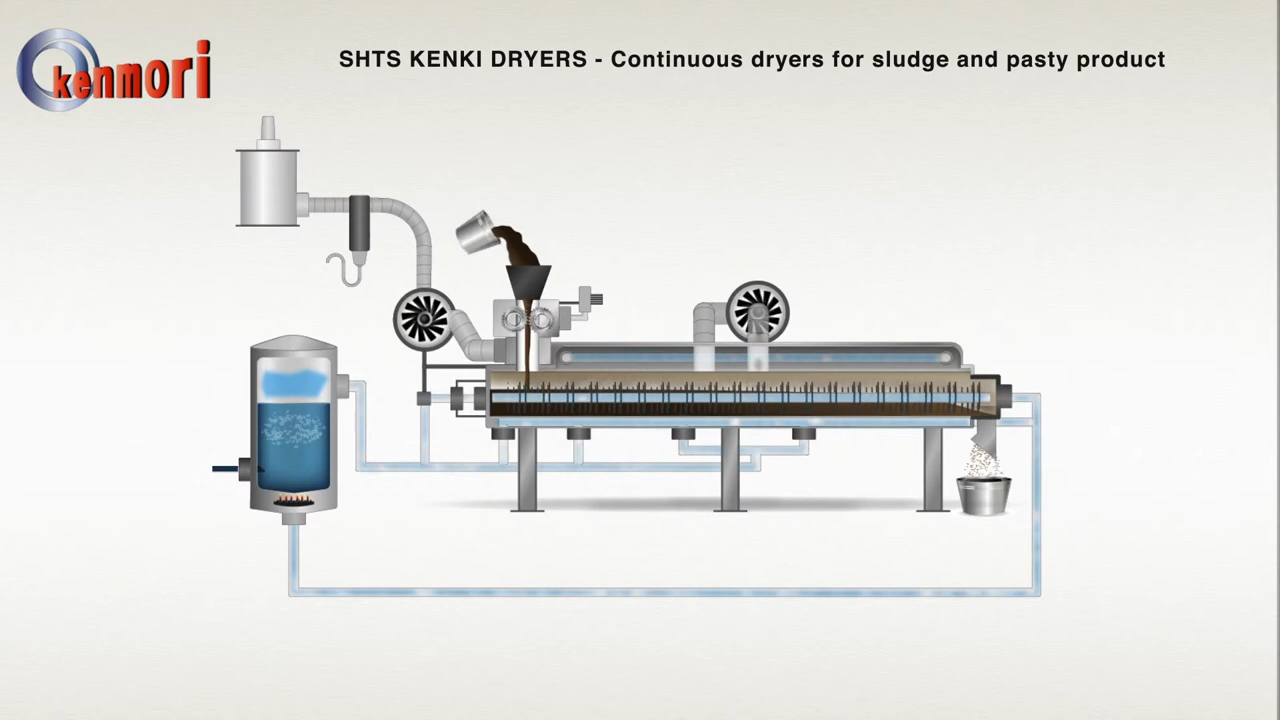 kenmori
SHTS KENKI DRYERS - Continuous dryers for sludge and pasty product